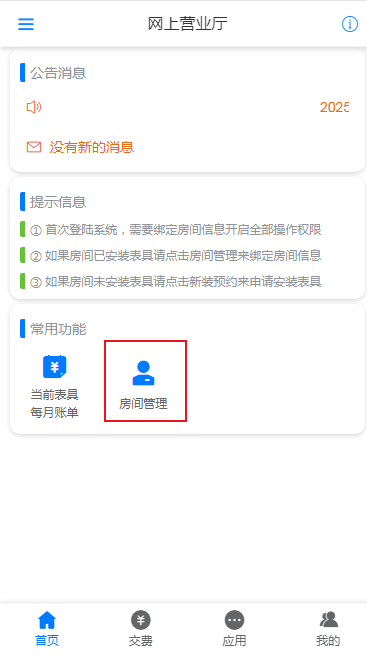 网上营业厅
公告消息
2025
没有新的消息
提示信息
① 首次登陆系统，需要绑定房间信息开启全部操作权限
② 如果房间已安装表具请点击房间管理来绑定房间信息
③ 如果房间未安装表具请点击新装预约来申请安装表具
常用功能
当前表具
每月账单
房间管理
首页 交费 应用 我的